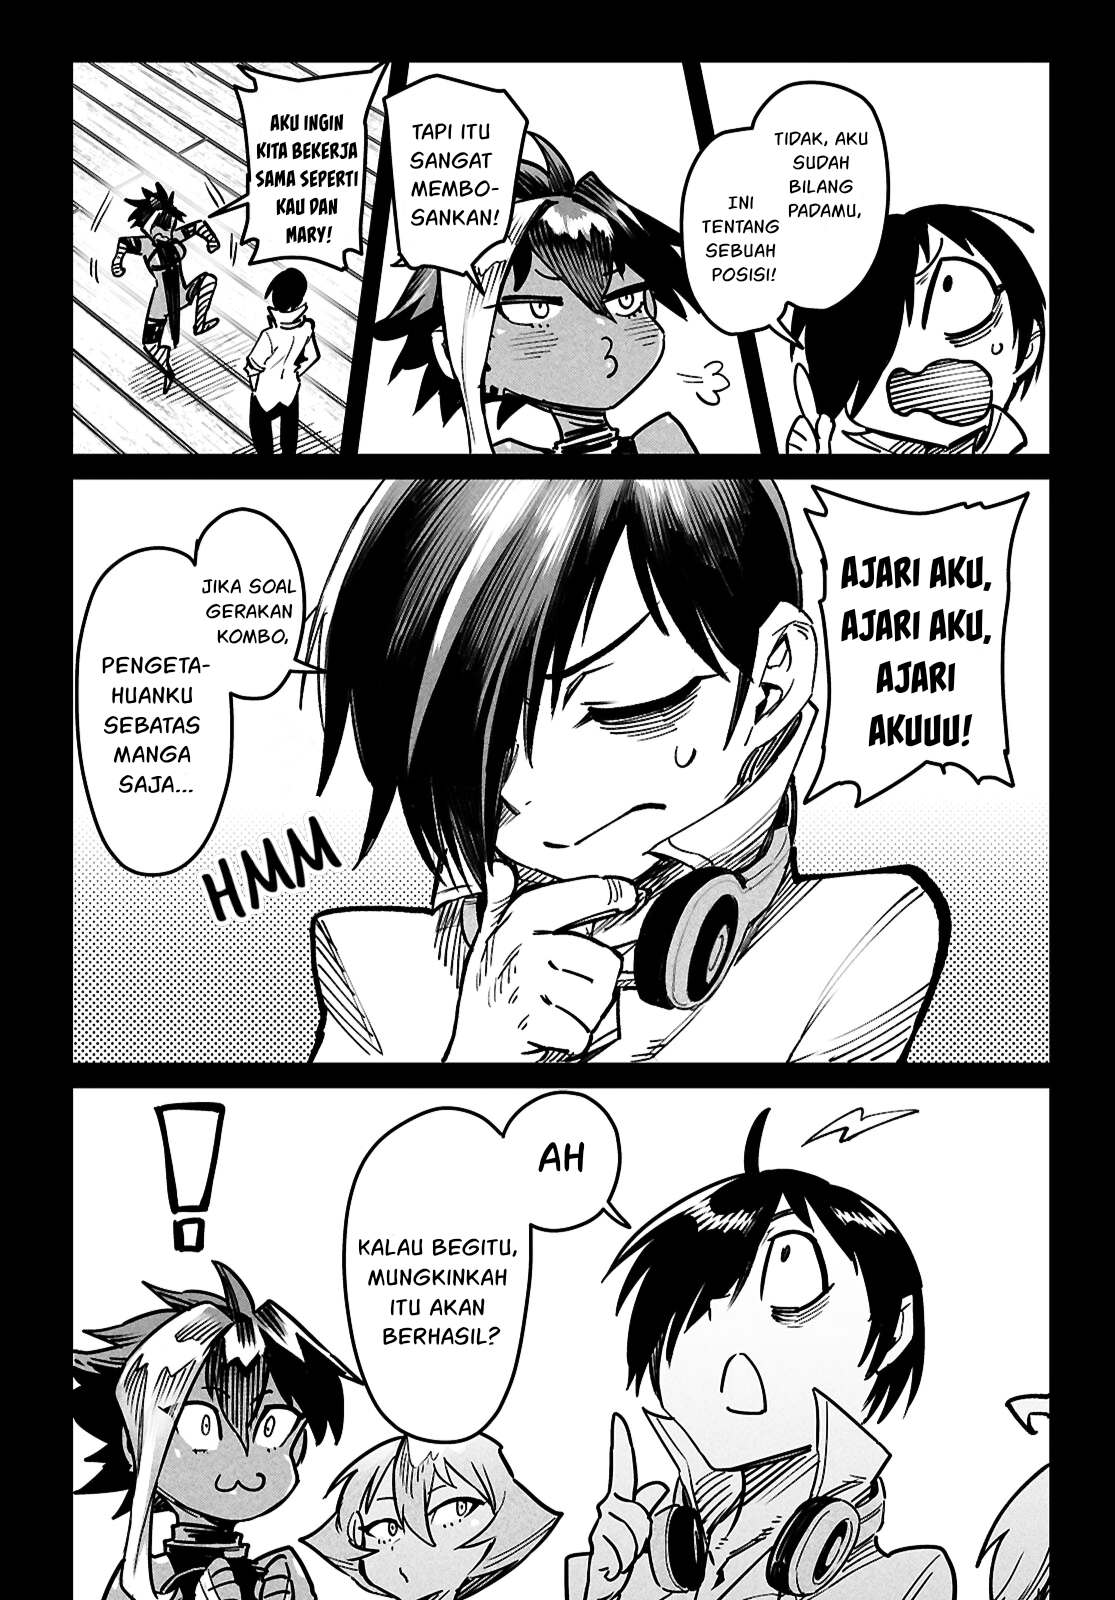 TIDAK, AKU
SUDAH
BILANG
PADAMU,
INI
TENTANG
SEBUAH
POSISI!
TAPI ITU
SANGAT
MEMBO-
SANKAN!
AKU INGIN
KITA BEKERJA
SAMA SEPERTI
KAU DAN
MARY!
AJARI AKU,
AJARI AKU,
AJARI
AKUUU!
JIKA SOAL
GERAKAN
KOMBO,
PENGETA-
HUANKU
SEBATAS
MANGA
SAJA...
HMM
AH
KALAU BEGITU,
MUNGKINKAH
ITU AKAN
BERHASIL?
!